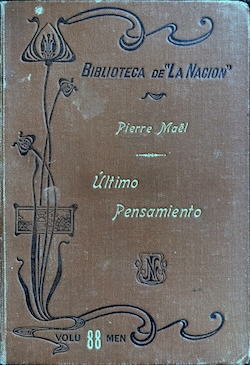 BIBLIOTECA DE "LA NACION"
Pierre Maël
Último
Pensamiento
VOLU 88 MEN